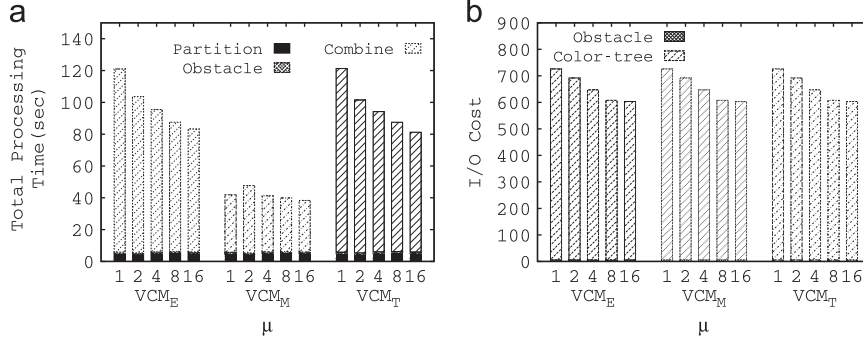 a
Total Processing
Time(sec)
140
120
100
80
60
40
20
0
Partition
Obstacle
Combine
1 2 4 8 16
1 2 4 8 16
1 2 4 8 16
VCM_E
VCM_M
VCM_T
μ
b
I/O Cost
900
800
700
600
500
400
300
200
100
0
Obstacle
Color-tree
1 2 4 8 16
1 2 4 8 16
1 2 4 8 16
VCM_E
VCM_M
VCM_T
μ